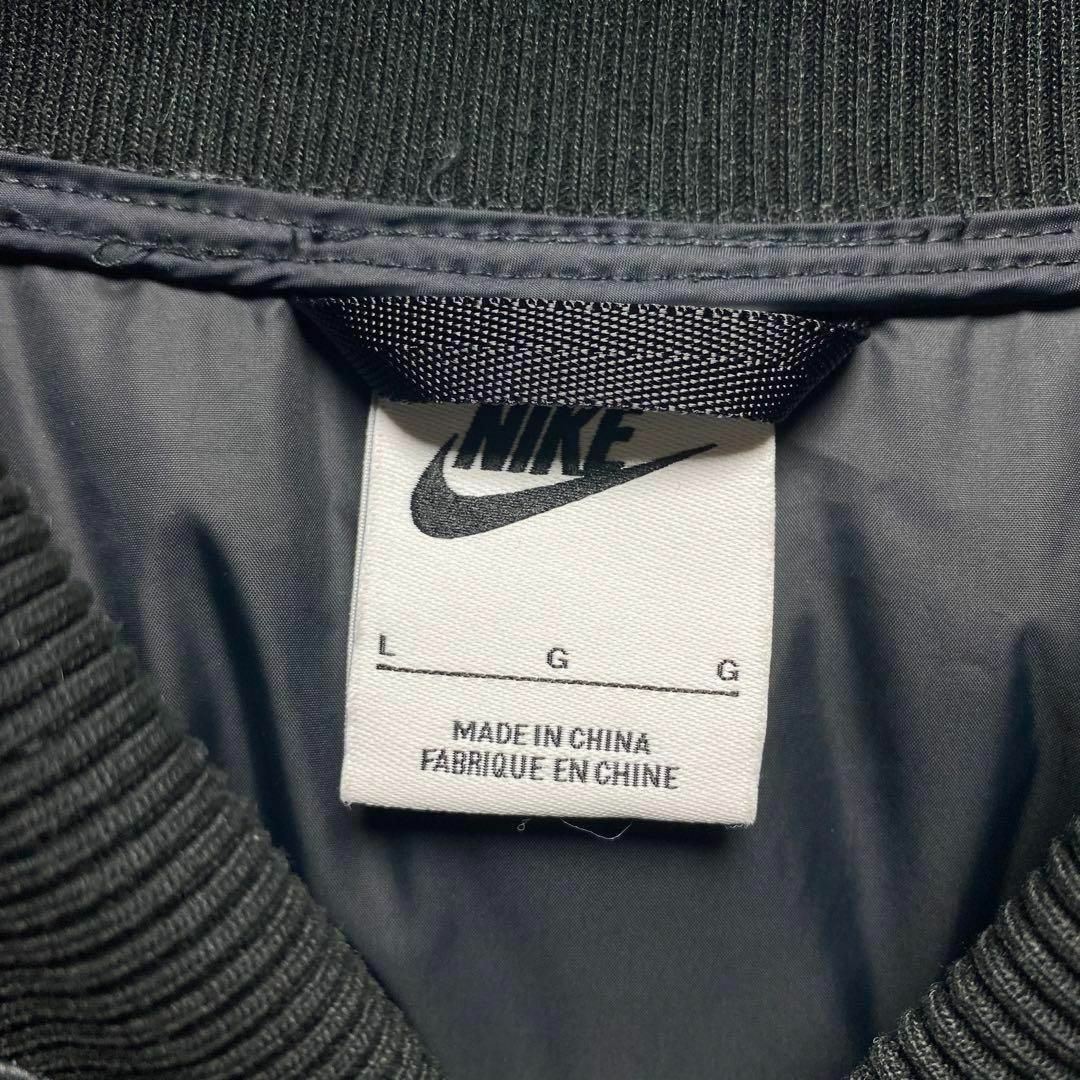 NIKE
L G G
MADE IN CHINA
FABRIQUE EN CHINE